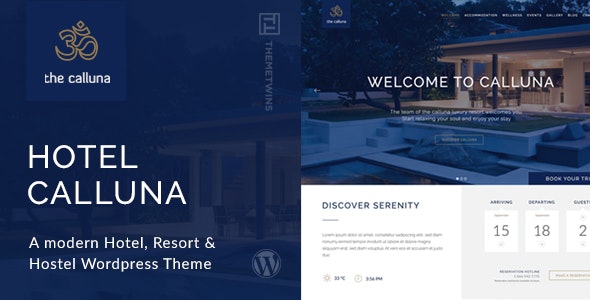 the calluna
THEMETWINS
HOTEL
CALLUNA
A modern Hotel, Resort &
Hostel Wordpress Theme
WELCOME ACCOMMODATION WELLNESS EVENTS GALLERY BLOG
WELCOME TO CALLUNA
The team of the calluna luxury resort welcomes you
Start relaxing your soul and enjoy your stay
DISCOVER CALLUNA
BOOK YOUR TRI
DISCOVER SERENITY
33 °C
3:56 PM
ARRIVING DEPARTING GUEST
September September
15 18 2
RESERVATION HOTLINE
MAKE A RESERVATI